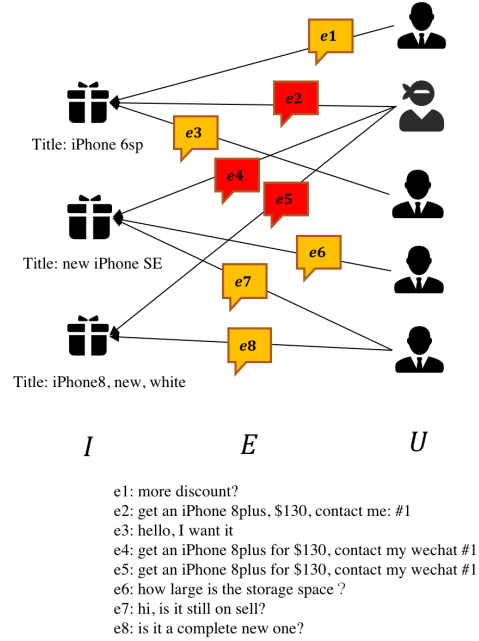 e1
e2
e3
Title: iPhone 6sp
e4
e5
e6
Title: new iPhone SE
e7
e8
Title: iPhone8, new, white
I E U
e1: more discount?
e2: get an iPhone 8plus, $130, contact me: #1
e3: hello, I want it
e4: get an iPhone 8plus for $130, contact my wechat #1
e5: get an iPhone 8plus for $130, contact my wechat #1
e6: how large is the storage space？
e7: hi, is it still on sell?
e8: is it a complete new one?